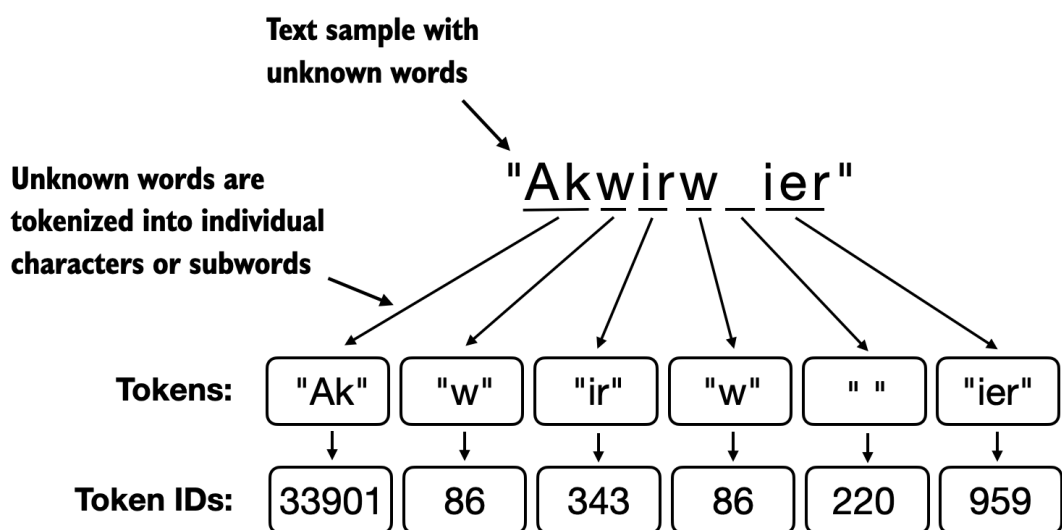 Text sample with
unknown words
"Akwirw ier"
Unknown words are
tokenized into individual
characters or subwords
Tokens: "Ak" "w" "ir" "w" " " "ier"
Token IDs: 33901 86 343 86 220 959